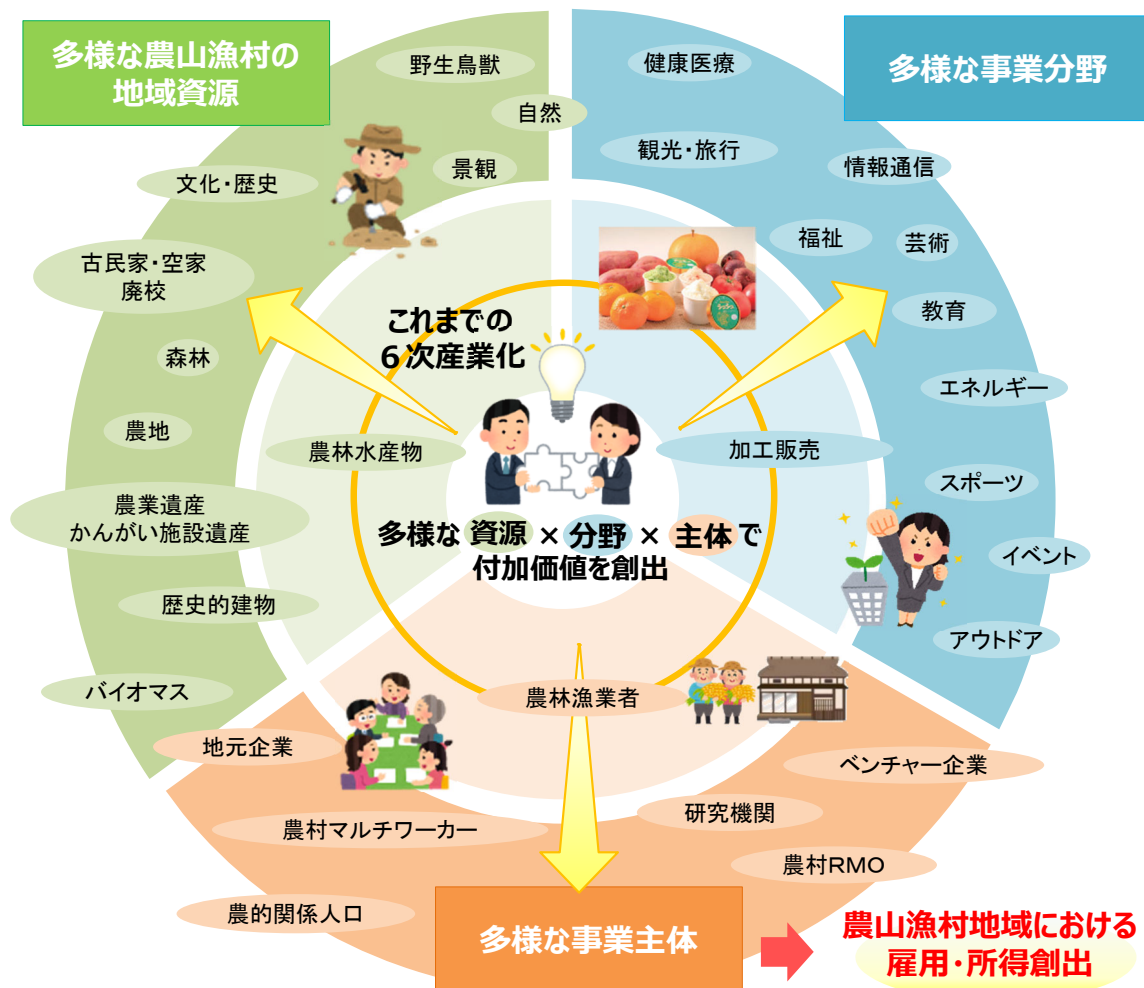 多様な農山漁村の
地域資源
多様な事業分野
野生鳥獣
自然
景観
文化・歴史
古民家・空家
廃校
森林
農地
農業遺産
かんがい施設遺産
歴史的建物
バイオマス
健康医療
観光・旅行
情報通信
福祉
芸術
教育
エネルギー
スポーツ
イベント
アウトドア
これまでの
6次産業化
農林水産物
加工販売
多様な 資源 × 分野 × 主体 で
付加価値を創出
農林漁業者
地元企業
ベンチャー企業
農村マルチワーカー
研究機関
農村RMO
農的関係人口
多様な事業主体
農山漁村地域における
雇用・所得創出